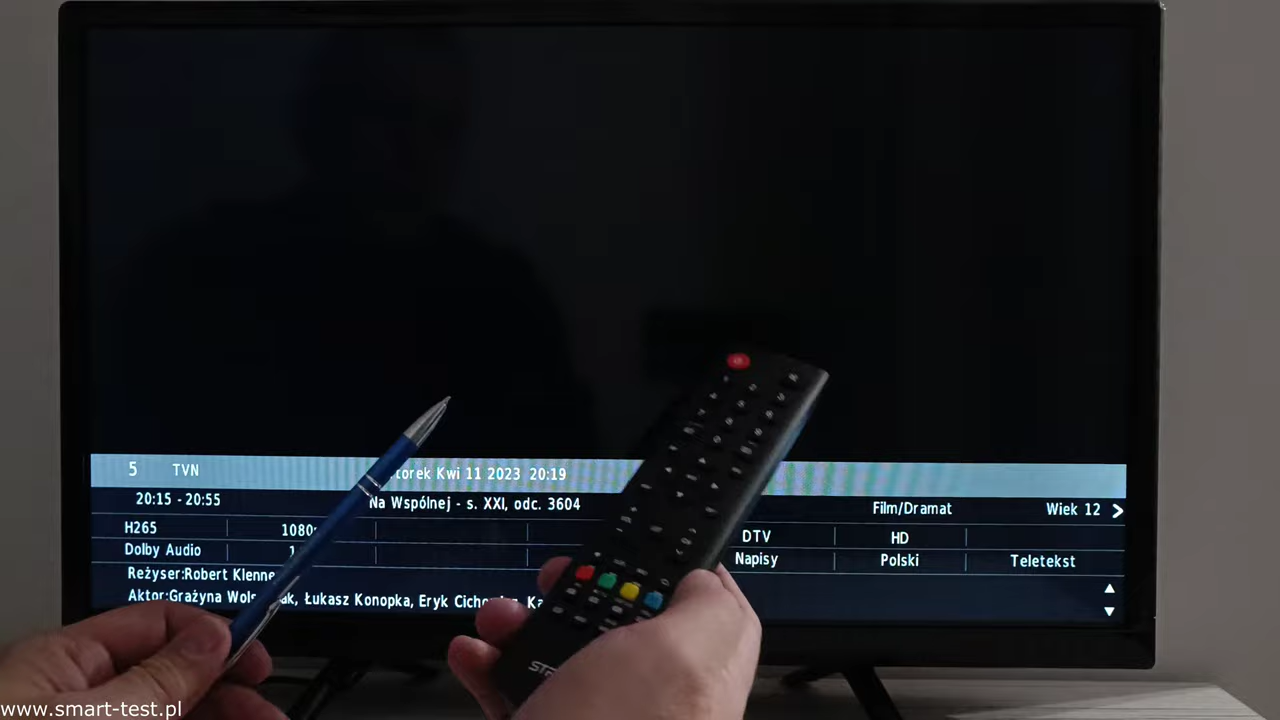 5 TVN torek Kwi 11 2023 20:19
20:15 - 20:55 Na Wspólnej - s. XXI, odc. 3604 Film/Dramat Wiek 12
H265 1080 DTV HD
Dolby Audio Napisy Polski Teletekst
Reżyser:Robert Klenne
Aktor:Grażyna Wols ak, Łukasz Konopka, Eryk
www.smart-test.pl